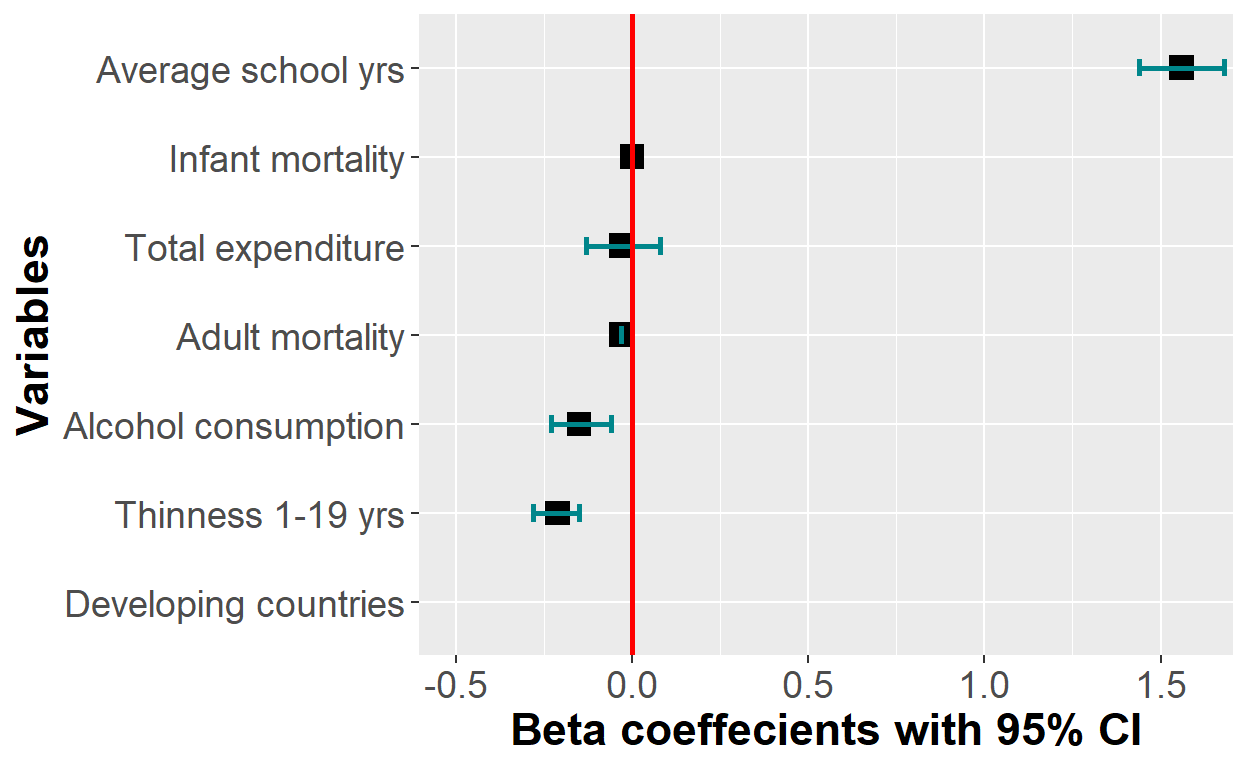 Variables
Average school yrs
Infant mortality
Total expenditure
Adult mortality
Alcohol consumption
Thinness 1-19 yrs
Developing countries
-0.5 0.0 0.5 1.0 1.5
Beta coeffecients with 95% CI